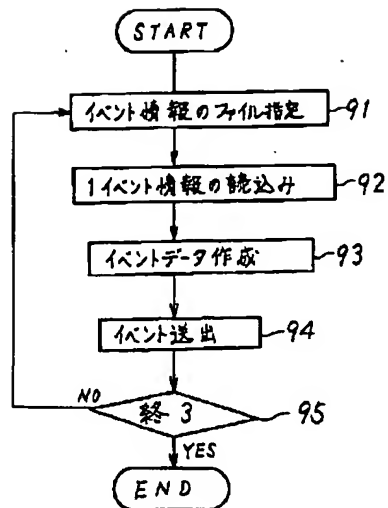 START
イベント情報のファイル指定 91
1イベント情報の読込み 92
イベントデータ作成 93
イベント送出 94
NO
終3 95
YES
END